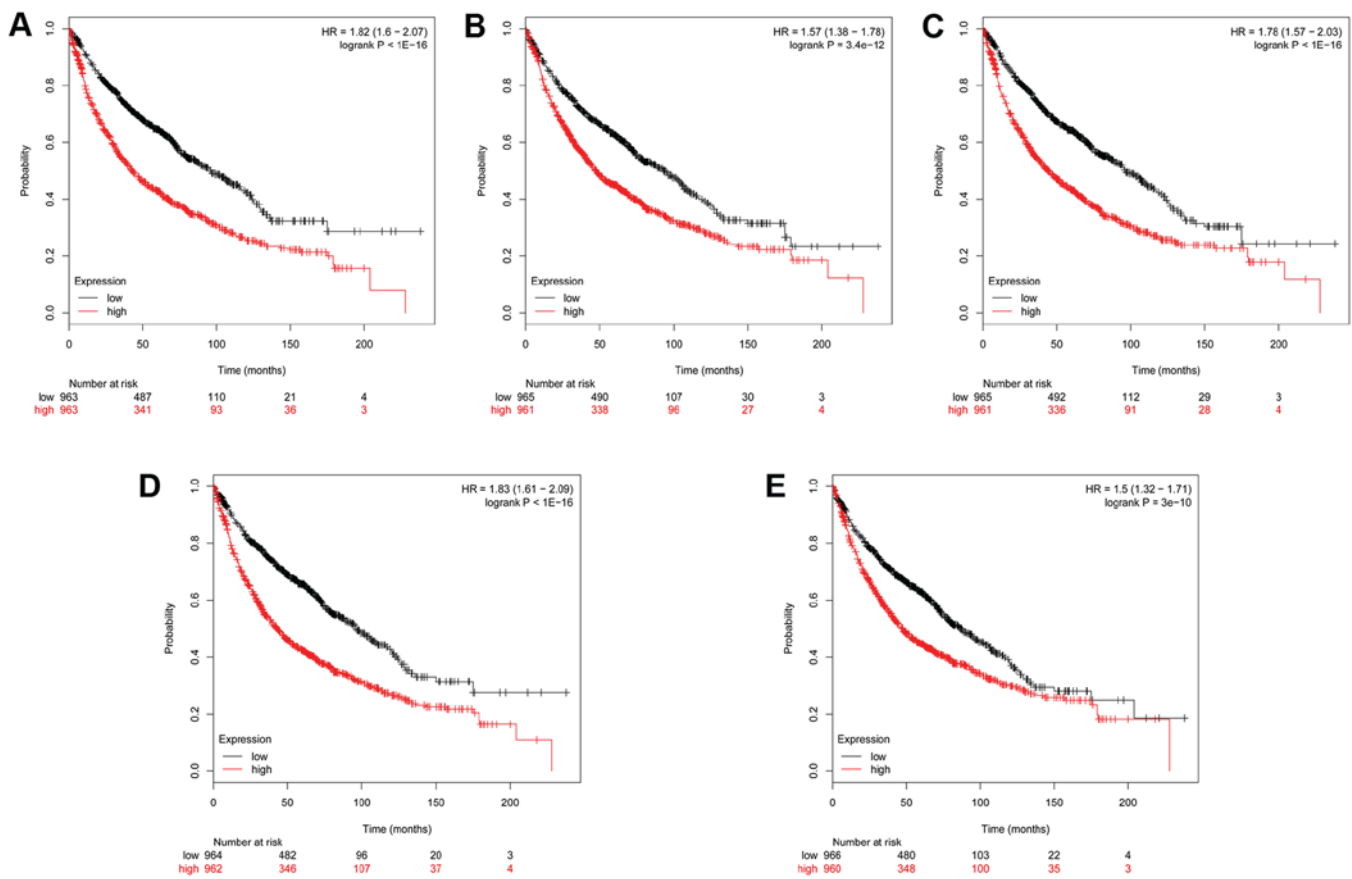 A
HR = 1.82 (1.6 − 2.07)
logrank P < 1E−16
Probability
1.0
0.8
0.6
0.4
0.2
0.0
Expression
low
high
0 50 100 150 200
Time (months)
Number at risk
low 963 487 110 21 4
high 963 341 93 36 3
B
HR = 1.57 (1.38 − 1.78)
logrank P = 3.4e−12
Probability
1.0
0.8
0.6
0.4
0.2
0.0
Expression
low
high
0 50 100 150 200
Time (months)
Number at risk
low 965 490 107 30 3
high 961 338 96 27 4
C
HR = 1.78 (1.57 − 2.03)
logrank P < 1E−16
Probability
1.0
0.8
0.6
0.4
0.2
0.0
Expression
low
high
0 50 100 150 200
Time (months)
Number at risk
low 965 492 112 29 3
high 961 336 91 28 4
D
HR = 1.83 (1.61 − 2.09)
logrank P < 1E−16
Probability
1.0
0.8
0.6
0.4
0.2
0.0
Expression
low
high
0 50 100 150 200
Time (months)
Number at risk
low 964 482 96 20 3
high 962 346 107 37 4
E
HR = 1.5 (1.32 − 1.71)
logrank P = 3e−10
Probability
1.0
0.8
0.6
0.4
0.2
0.0
Expression
low
high
0 50 100 150 200
Time (months)
Number at risk
low 966 480 103 22 4
high 960 348 100 35 3